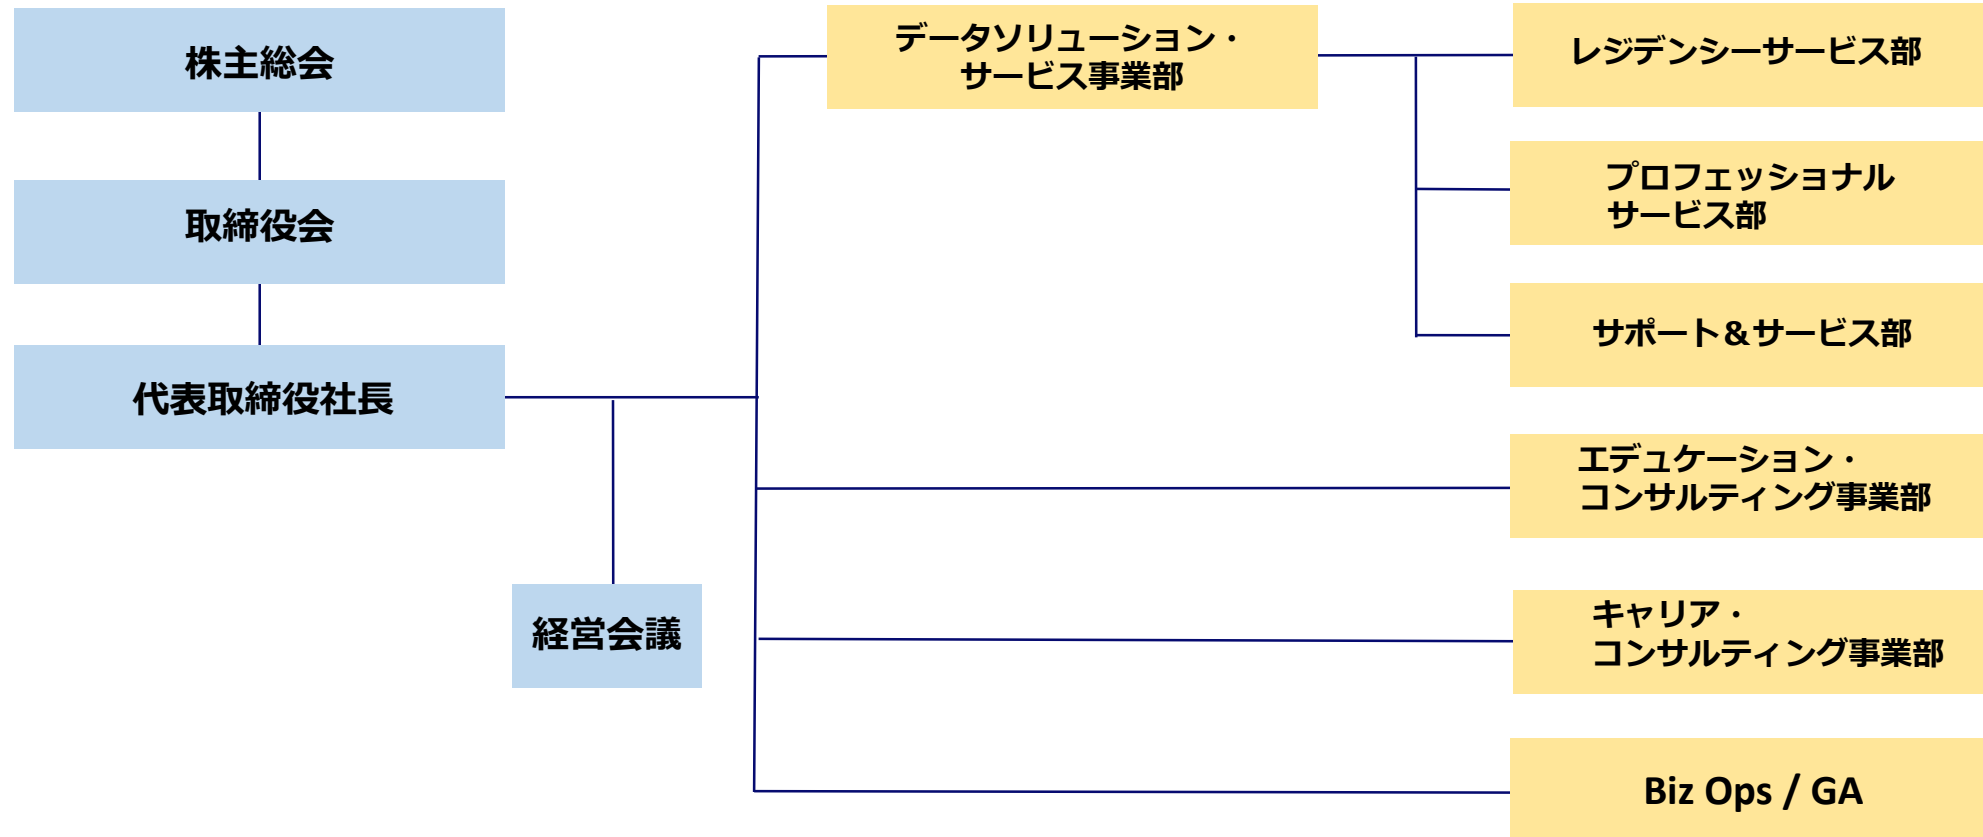 株主総会
取締役会
代表取締役社長
経営会議
データソリューション・
サービス事業部
レジデンシーサービス部
プロフェッショナル
サービス部
サポート＆サービス部
エデュケーション・
コンサルティング事業部
キャリア・
コンサルティング事業部
Biz Ops / GA